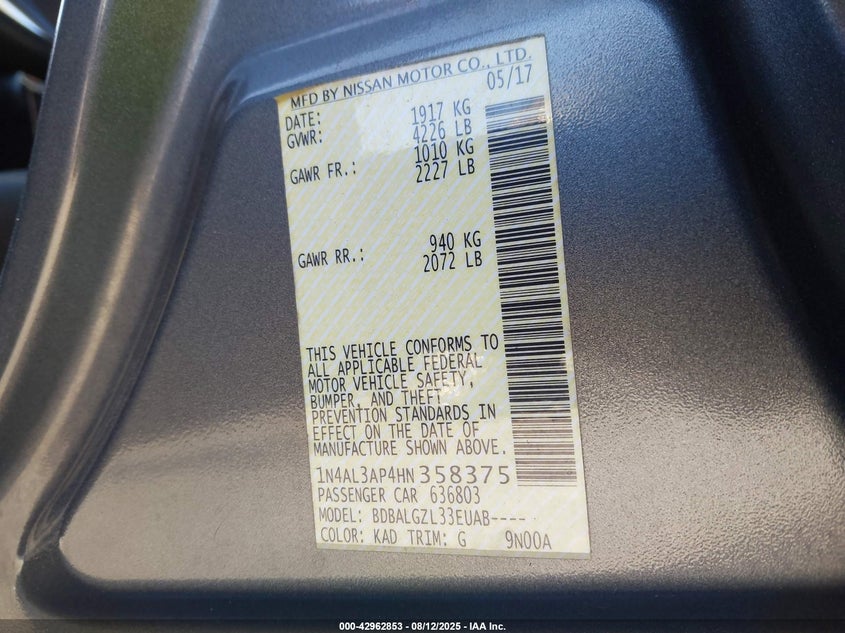 MFD BY NISSAN MOTOR CO., LTD.
DATE: 05/17
GVWR: 1917 KG
4226 LB
GAWR FR.: 1010 KG
2227 LB
GAWR RR.: 940 KG
2072 LB
THIS VEHICLE CONFORMS TO
ALL APPLICABLE FEDERAL
MOTOR VEHICLE SAFETY,
BUMPER, AND THEFT
PREVENTION STANDARDS IN
EFFECT ON THE DATE OF
MANUFACTURE SHOWN ABOVE.
1N4AL3AP4HN358375
PASSENGER CAR 636803
MODEL: BDBALGZL33EUAB----
COLOR: KAD TRIM: G 9N00A
000-42962853 - 08/12/2025 - IAA Inc.